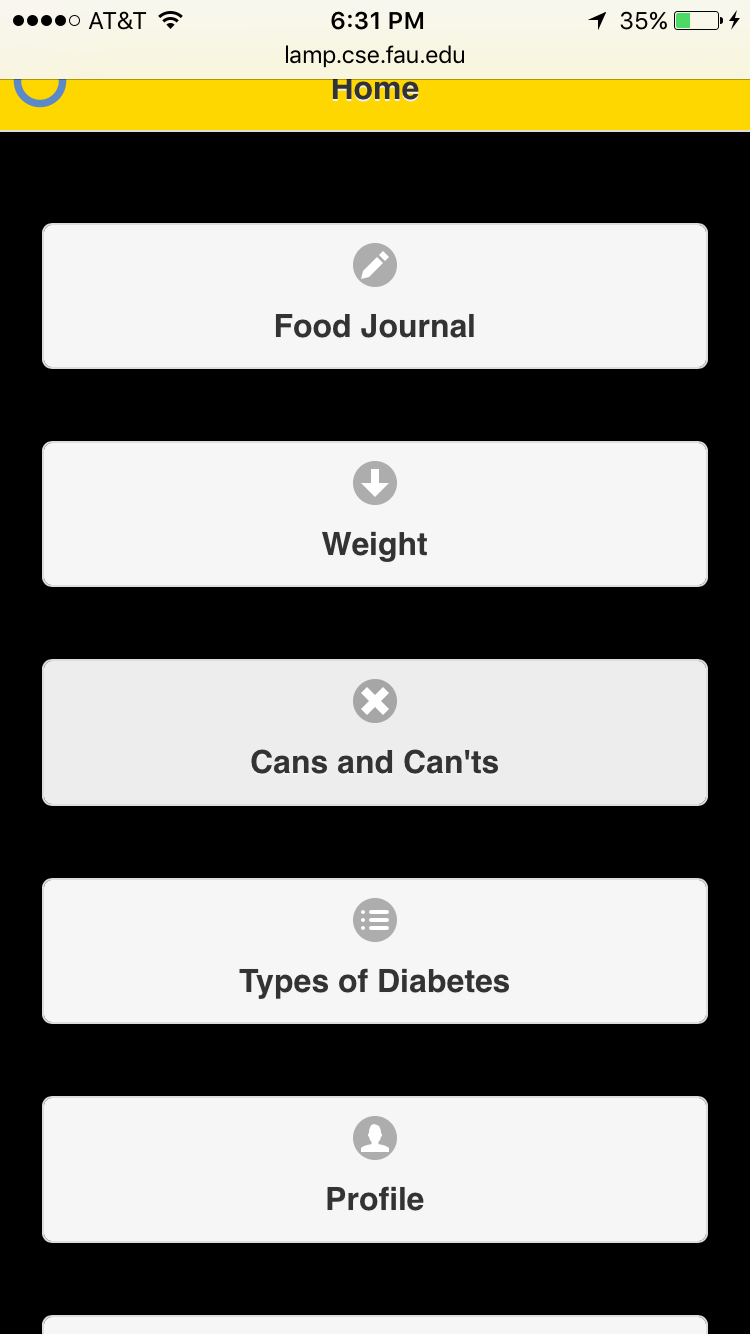 AT&T 6:31 PM 35%
lamp.cse.fau.edu
Home
Food Journal
Weight
Cans and Can'ts
Types of Diabetes
Profile